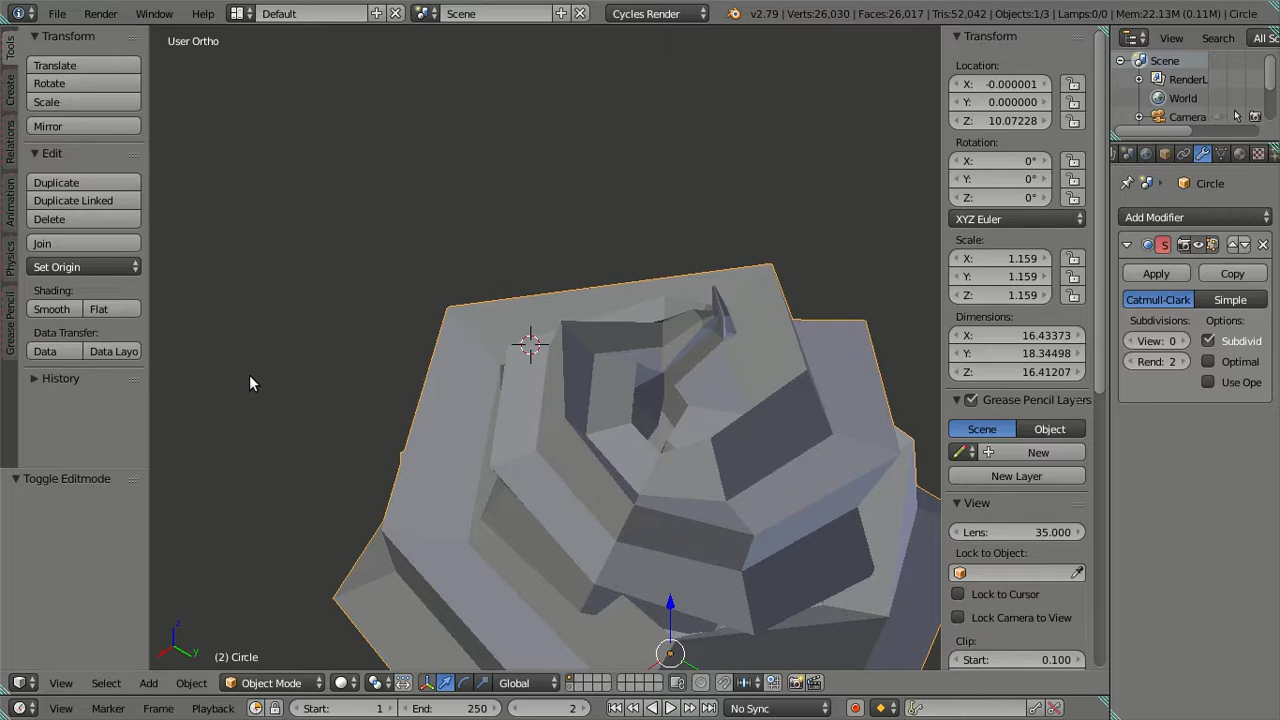 File Render Window Help Default Scene Cycles Render v2.79 | Verts:26,030 | Faces:26,017 | Tris:52,042 | Objects:1/3 | Lamps:0/0 | Mem:22.13M (0.11M) | Circle
Tools
Create
Relations
Animation
Physics
Grease Pencil
Transform
Translate
Rotate
Scale
Mirror
Edit
Duplicate
Duplicate Linked
Delete
Join
Set Origin
Shading:
Smooth Flat
Data Transfer:
Data Data Layo
History
Toggle Editmode
User Ortho
(2) Circle
z
y
x
Transform
Location:
X: -0.000001
Y: 0.000000
Z: 10.07228
Rotation:
X: 0°
Y: 0°
Z: 0°
XYZ Euler
Scale:
X: 1.159
Y: 1.159
Z: 1.159
Dimensions:
X: 16.43373
Y: 18.34498
Z: 16.41207
Grease Pencil Layers
Scene Object
New
New Layer
View
Lens: 35.000
Lock to Object:
Lock to Cursor
Lock Camera to View
Clip:
Start: 0.100
View Search All Sc
Scene
RenderL
World
Camera
Circle
Add Modifier
S
Apply Copy
Catmull-Clark Simple
Subdivisions: Options:
View: 0 Subdivid
Rend: 2 Optimal
Use Ope
View Select Add Object Object Mode Global
View Marker Frame Playback Start: 1 End: 250 2 No Sync